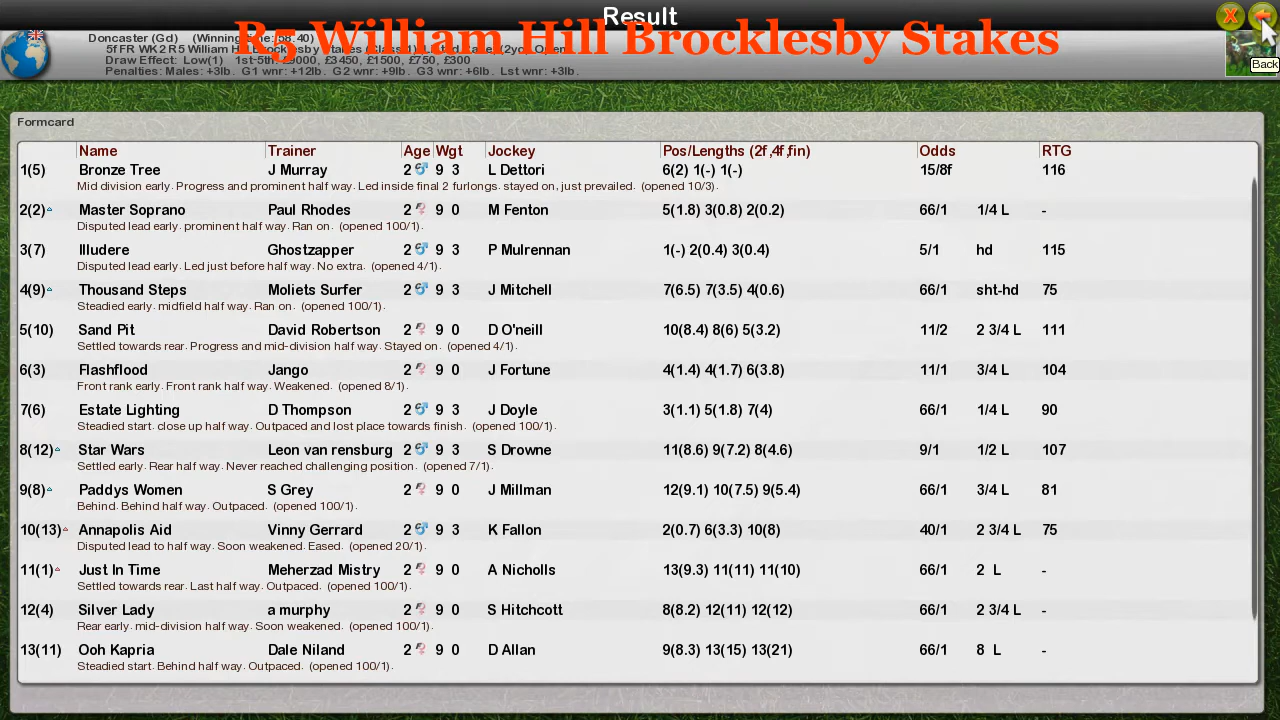 Result
R5 William Hill Brocklesby Stakes
Doncaster (Gd) (Winning time: 58:40)
5f FR WK 2 R 5 William Hill Brocklesby Stakes (Class 1) (2yo, Open
Draw Effect: Low(1) 1st-5th, £9000, £3450, £1500, £750, £300
Penalties: Males: +3lb. G1 wnr: +12lb. G2 wnr: +9lb. G3 wnr: +6lb. Lst wnr: +3lb.
Back
Formcard
Name Trainer Age Wgt Jockey Pos/Lengths (2f,4f,fin) Odds RTG
1(5) Bronze Tree J Murray 2 9 3 L Dettori 6(2) 1(-) 1(-) 15/8f 116
Mid division early. Progress and prominent half way. Led inside final 2 furlongs. stayed on, just prevailed. (opened 10/3).
2(2) Master Soprano Paul Rhodes 2 9 0 M Fenton 5(1.8) 3(0.8) 2(0.2) 66/1 1/4 L -
Disputed lead early. prominent half way. Ran on. (opened 100/1).
3(7) Illudere Ghostzapper 2 9 3 P Mulrennan 1(-) 2(0.4) 3(0.4) 5/1 hd 115
Disputed lead early. Led just before half way. No extra. (opened 4/1).
4(9) Thousand Steps Moliets Surfer 2 9 3 J Mitchell 7(6.5) 7(3.5) 4(0.6) 66/1 sht-hd 75
Steadied early. midfield half way. Ran on. (opened 100/1).
5(10) Sand Pit David Robertson 2 9 0 D O'neill 10(8.4) 8(6) 5(3.2) 11/2 2 3/4 L 111
Settled towards rear. Progress and mid-division half way. Stayed on. (opened 4/1).
6(3) Flashflood Jango 2 9 0 J Fortune 4(1.4) 4(1.7) 6(3.8) 11/1 3/4 L 104
Front rank early. Front rank half way. Weakened. (opened 8/1).
7(6) Estate Lighting D Thompson 2 9 3 J Doyle 3(1.1) 5(1.8) 7(4) 66/1 1/4 L 90
Steadied start. close up half way. Outpaced and lost place towards finish. (opened 100/1).
8(12) Star Wars Leon van rensburg 2 9 3 S Drowne 11(8.6) 9(7.2) 8(4.6) 9/1 1/2 L 107
Settled early. Rear half way. Never reached challenging position. (opened 7/1).
9(8) Paddys Women S Grey 2 9 0 J Millman 12(9.1) 10(7.5) 9(5.4) 66/1 3/4 L 81
Behind. Behind half way. Outpaced. (opened 100/1).
10(13) Annapolis Aid Vinny Gerrard 2 9 3 K Fallon 2(0.7) 6(3.3) 10(8) 40/1 2 3/4 L 75
Disputed lead to half way. Soon weakened. Eased. (opened 20/1).
11(1) Just In Time Meherzad Mistry 2 9 0 A Nicholls 13(9.3) 11(11) 11(10) 66/1 2 L -
Settled towards rear. Last half way. Outpaced. (opened 100/1).
12(4) Silver Lady a murphy 2 9 0 S Hitchcott 8(8.2) 12(11) 12(12) 66/1 2 3/4 L -
Rear early. mid-division half way. Soon weakened. (opened 100/1).
13(11) Ooh Kapria Dale Niland 2 9 0 D Allan 9(8.3) 13(15) 13(21) 66/1 8 L -
Steadied start. Behind half way. Outpaced. (opened 100/1).